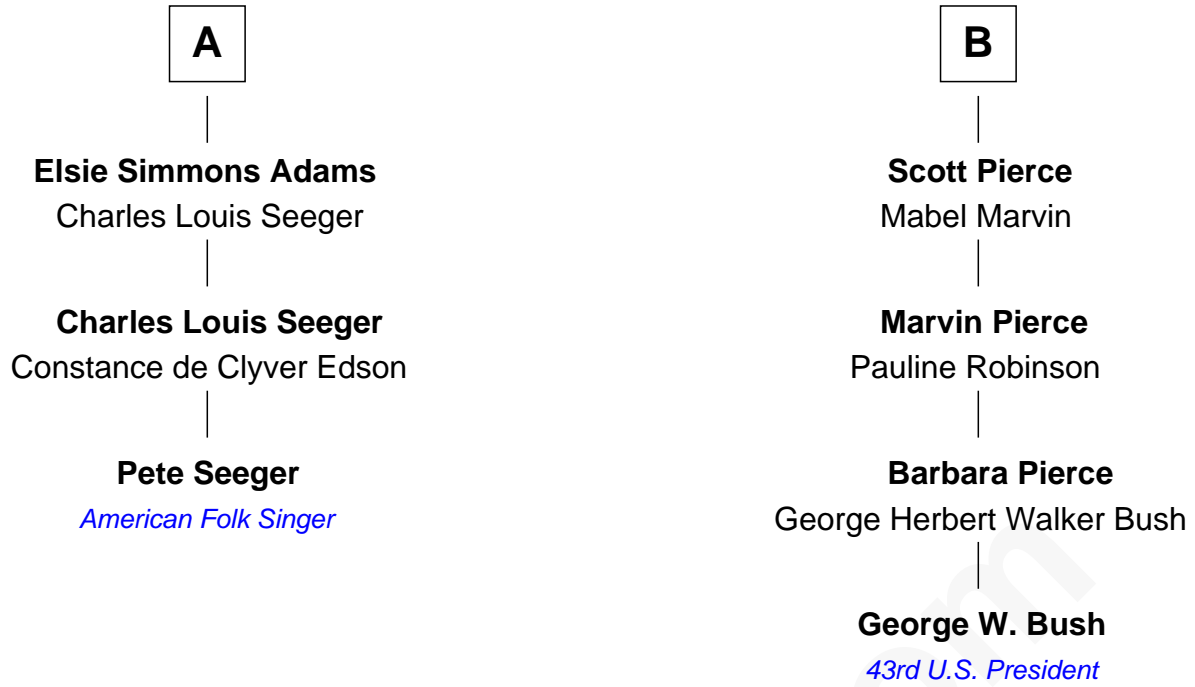 A
Elsie Simmons Adams
Charles Louis Seeger
Charles Louis Seeger
Constance de Clyver Edson
Pete Seeger
American Folk Singer
B
Scott Pierce
Mabel Marvin
Marvin Pierce
Pauline Robinson
Barbara Pierce
George Herbert Walker Bush
George W. Bush
43rd U.S. President